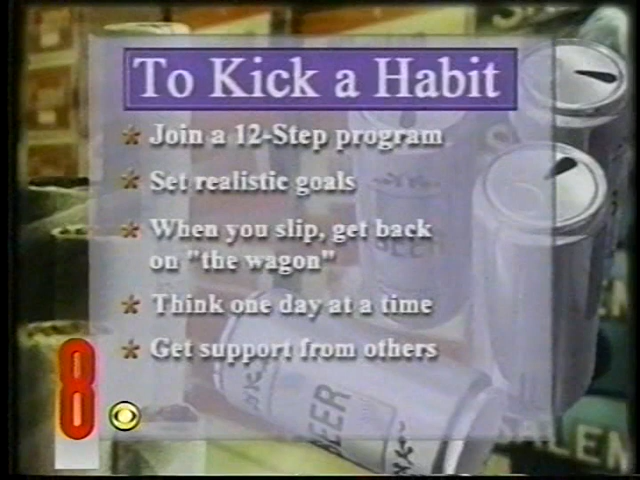 To Kick a Habit
* Join a 12-Step program
* Set realistic goals
* When you slip, get back
on "the wagon"
* Think one day at a time
* Get support from others
8
BEER
BEER
SALEM